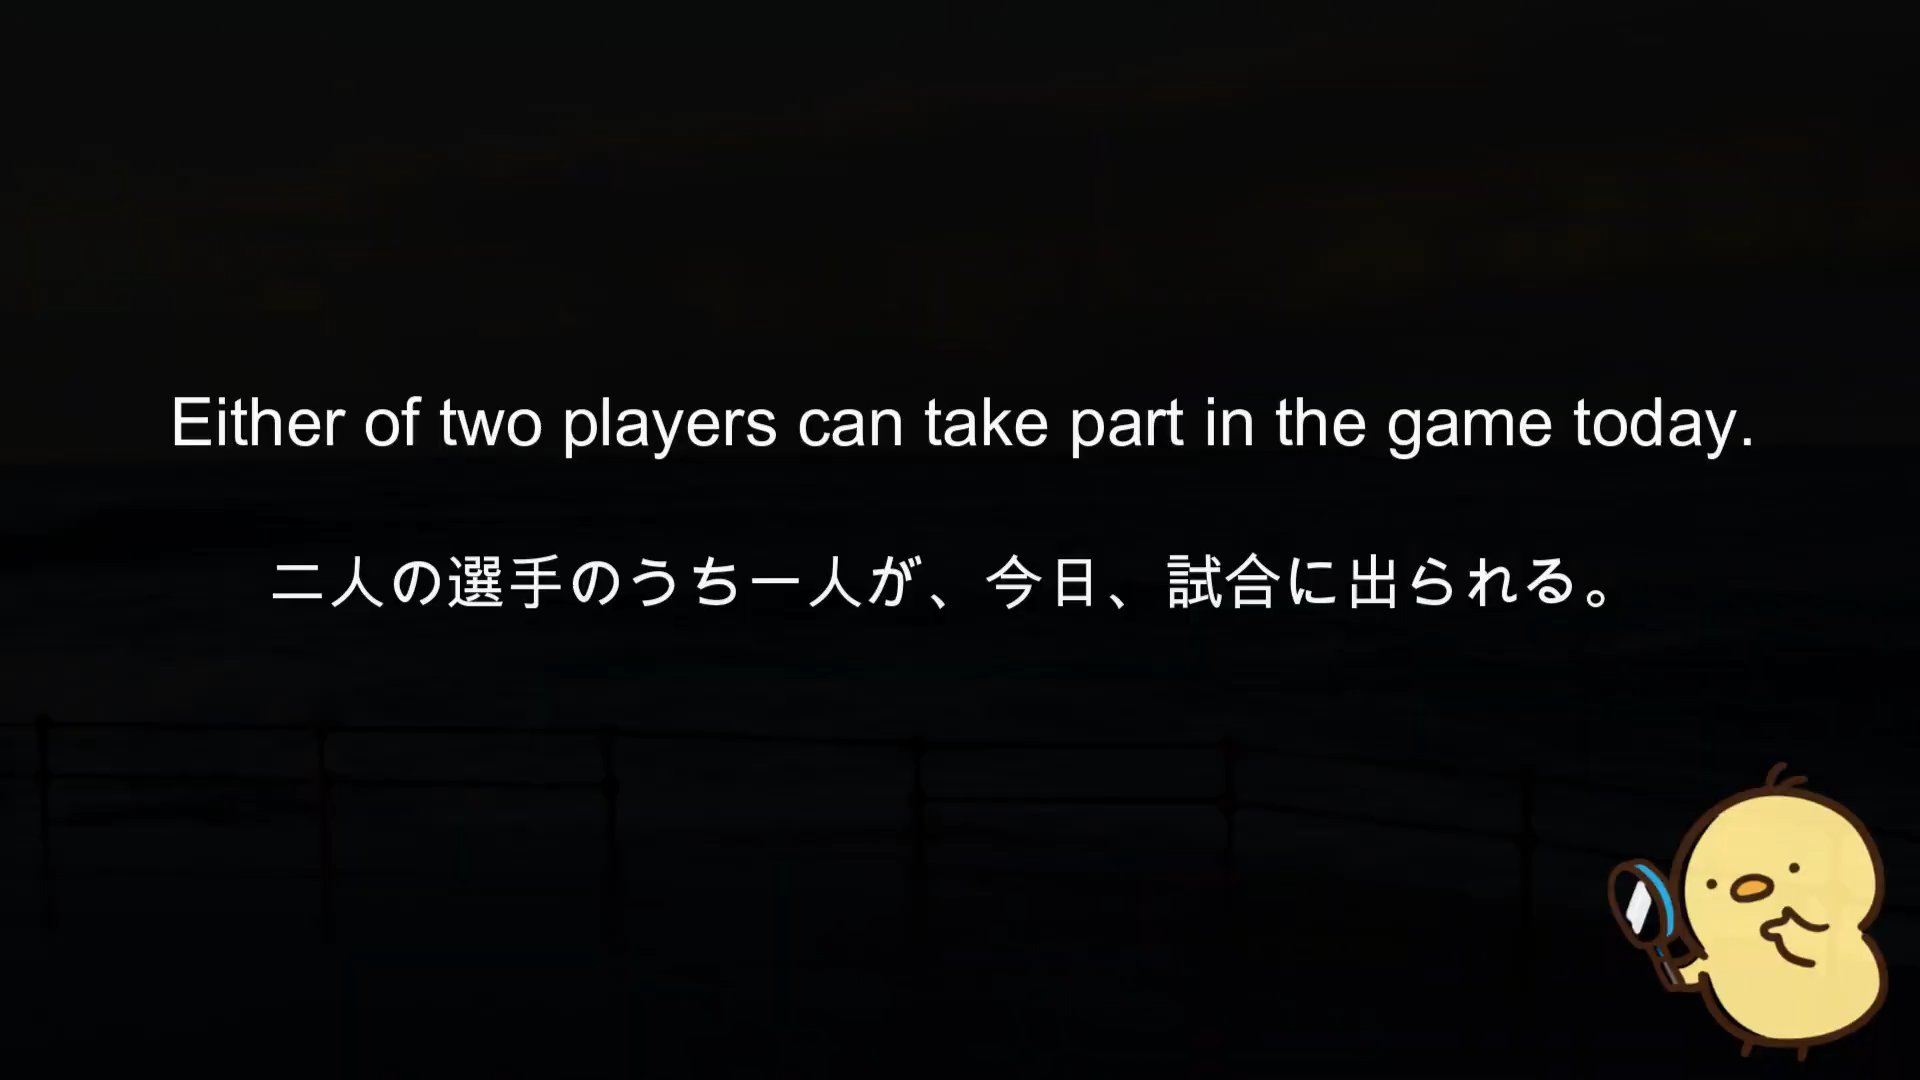 Either of two players can take part in the game today.
二人の選手のうち一人が、今日、試合に出られる。